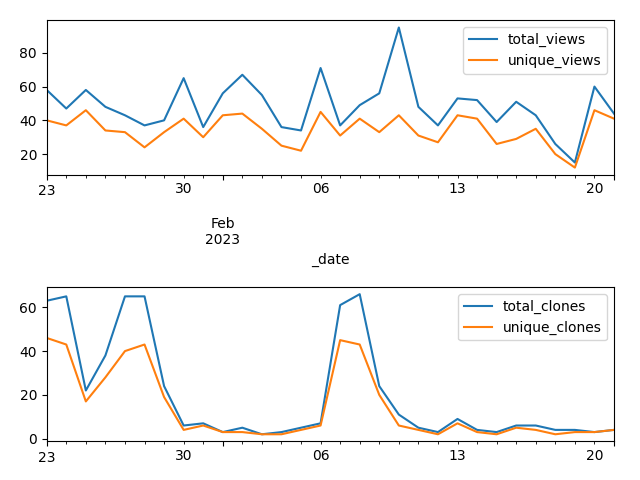 total_views
unique_views
80
60
40
20
23 30 06 13 20
Feb
2023
_date
total_clones
unique_clones
60
40
20
0
23 30 06 13 20